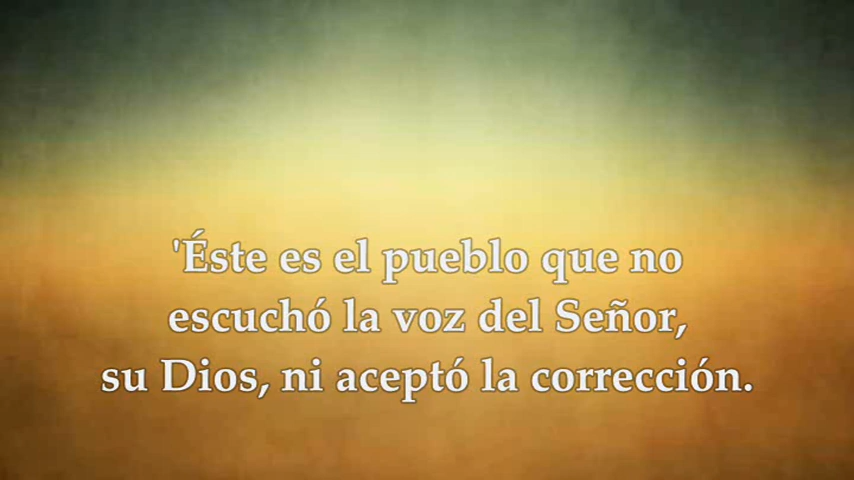 'Éste es el pueblo que no
escuchó la voz del Señor,
su Dios, ni aceptó la corrección.